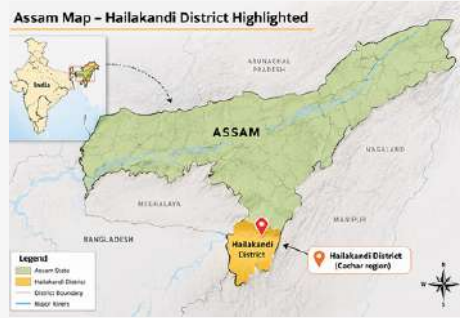 Assam Map – Hailakandi District Highlighted
India
ARUNACHAL
PRADESH
ASSAM
NAGALAND
MEGHALAYA
MANIPUR
BANGLADESH
Hailakandi
District
Hailakandi District
(Cachar region)
Legend
Assam State
Hailakandi District
District Boundary
Major Rivers
N